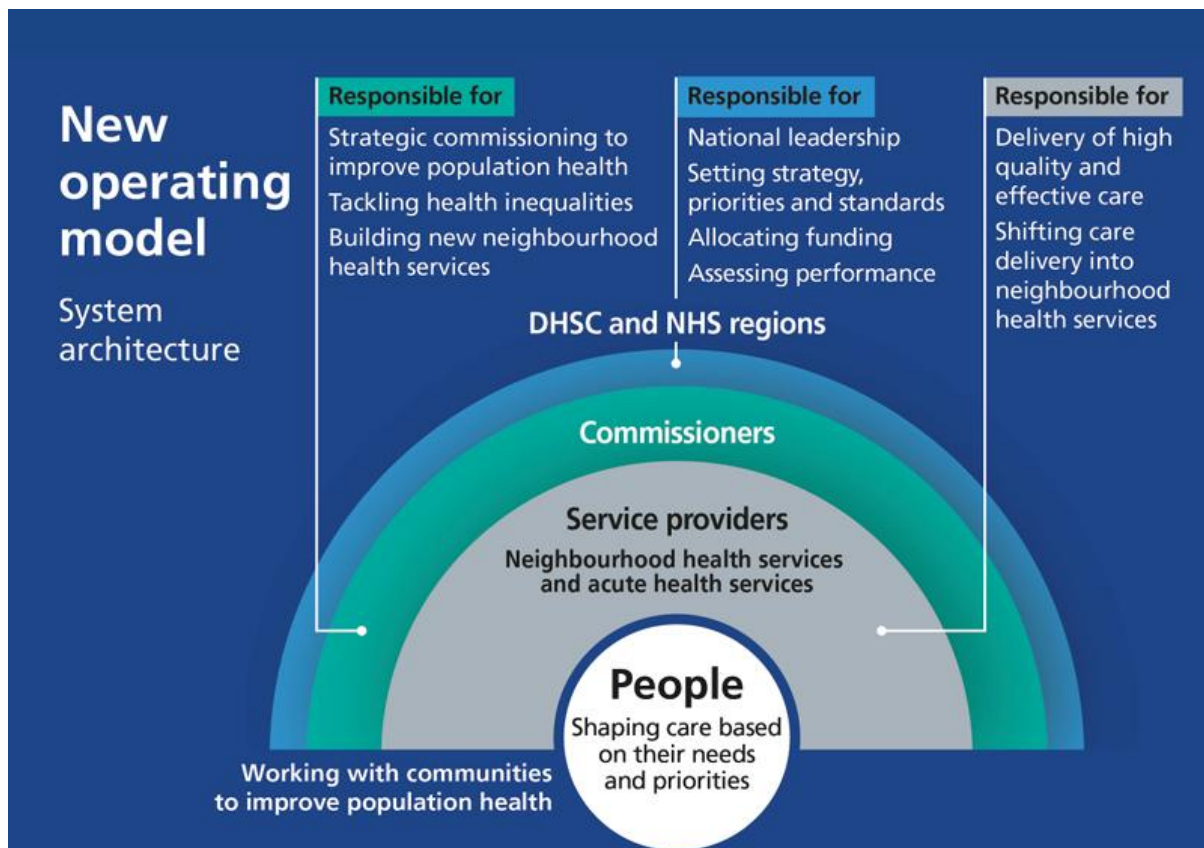 New
operating
model
System
architecture
Responsible for
Strategic commissioning to
improve population health
Tackling health inequalities
Building new neighbourhood
health services
Responsible for
National leadership
Setting strategy,
priorities and standards
Allocating funding
Assessing performance
Responsible for
Delivery of high
quality and
effective care
Shifting care
delivery into
neighbourhood
health services
DHSC and NHS regions
Commissioners
Service providers
Neighbourhood health services
and acute health services
People
Shaping care based
on their needs
and priorities
Working with communities
to improve population health